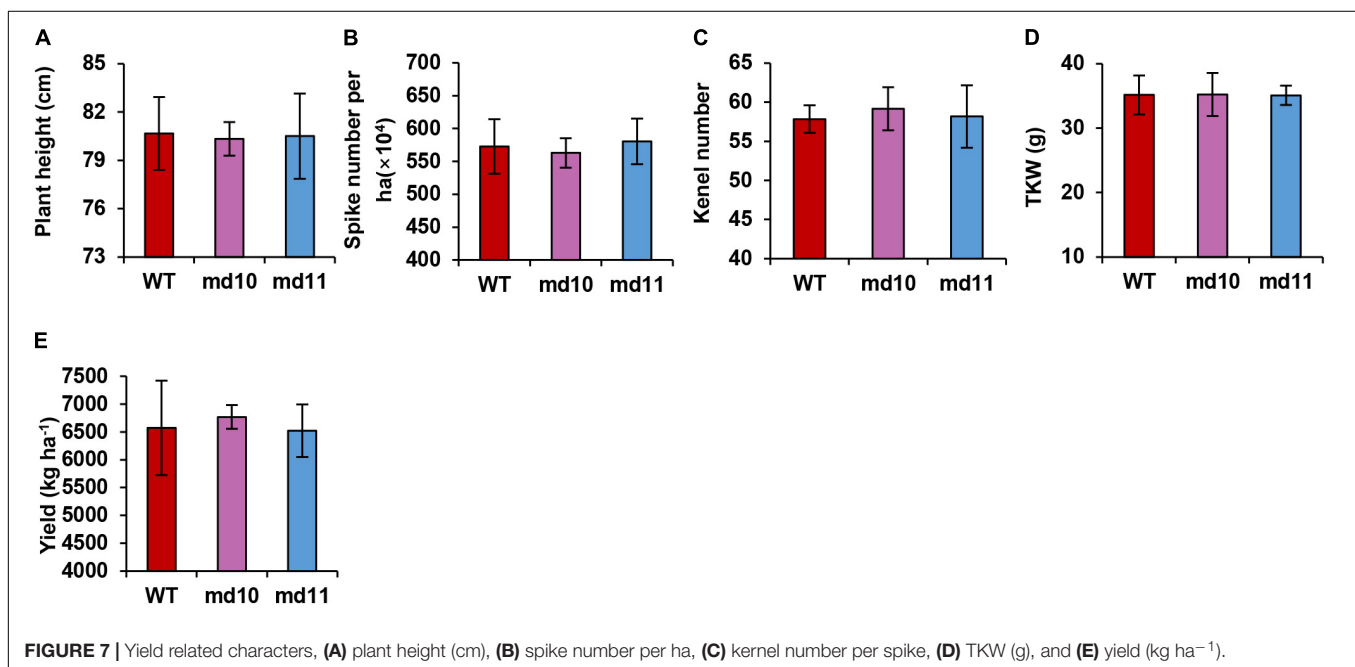 A
Plant height (cm)
85
82
79
76
73
WT md10 md11
B
Spike number per
ha(×10⁴)
700
650
600
550
500
450
400
WT md10 md11
C
Kenel number
65
60
55
50
45
40
WT md10 md11
D
TKW (g)
40
30
20
10
WT md10 md11
E
Yield (kg ha⁻¹)
7500
7000
6500
6000
5500
5000
4500
4000
WT md10 md11
FIGURE 7 | Yield related characters, (A) plant height (cm), (B) spike number per ha, (C) kernel number per spike, (D) TKW (g), and (E) yield (kg ha⁻¹).